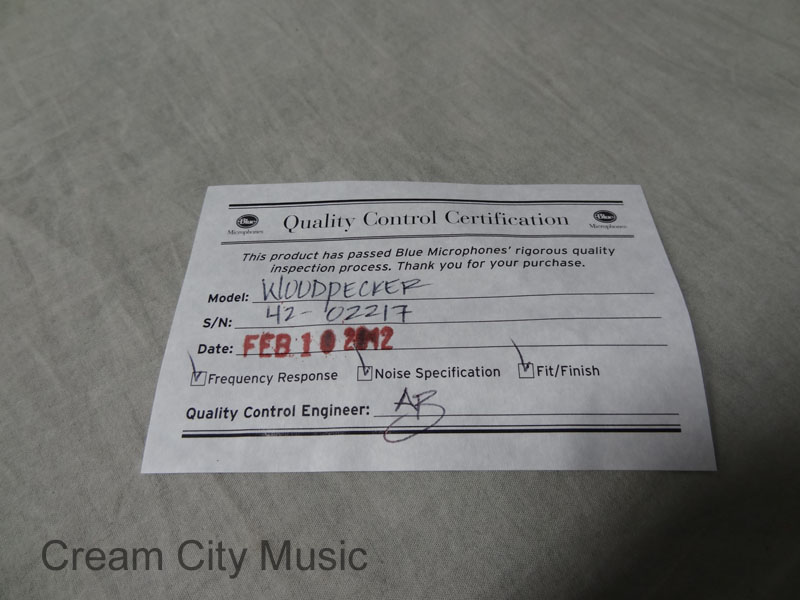 Blue Microphones Quality Control Certification Blue Microphones
This product has passed Blue Microphones' rigorous quality
inspection process. Thank you for your purchase.
Model: WOODPECKER
S/N: 42-02217
Date: FEB 10 2012
Frequency Response Noise Specification Fit/Finish
Quality Control Engineer: AB
Cream City Music